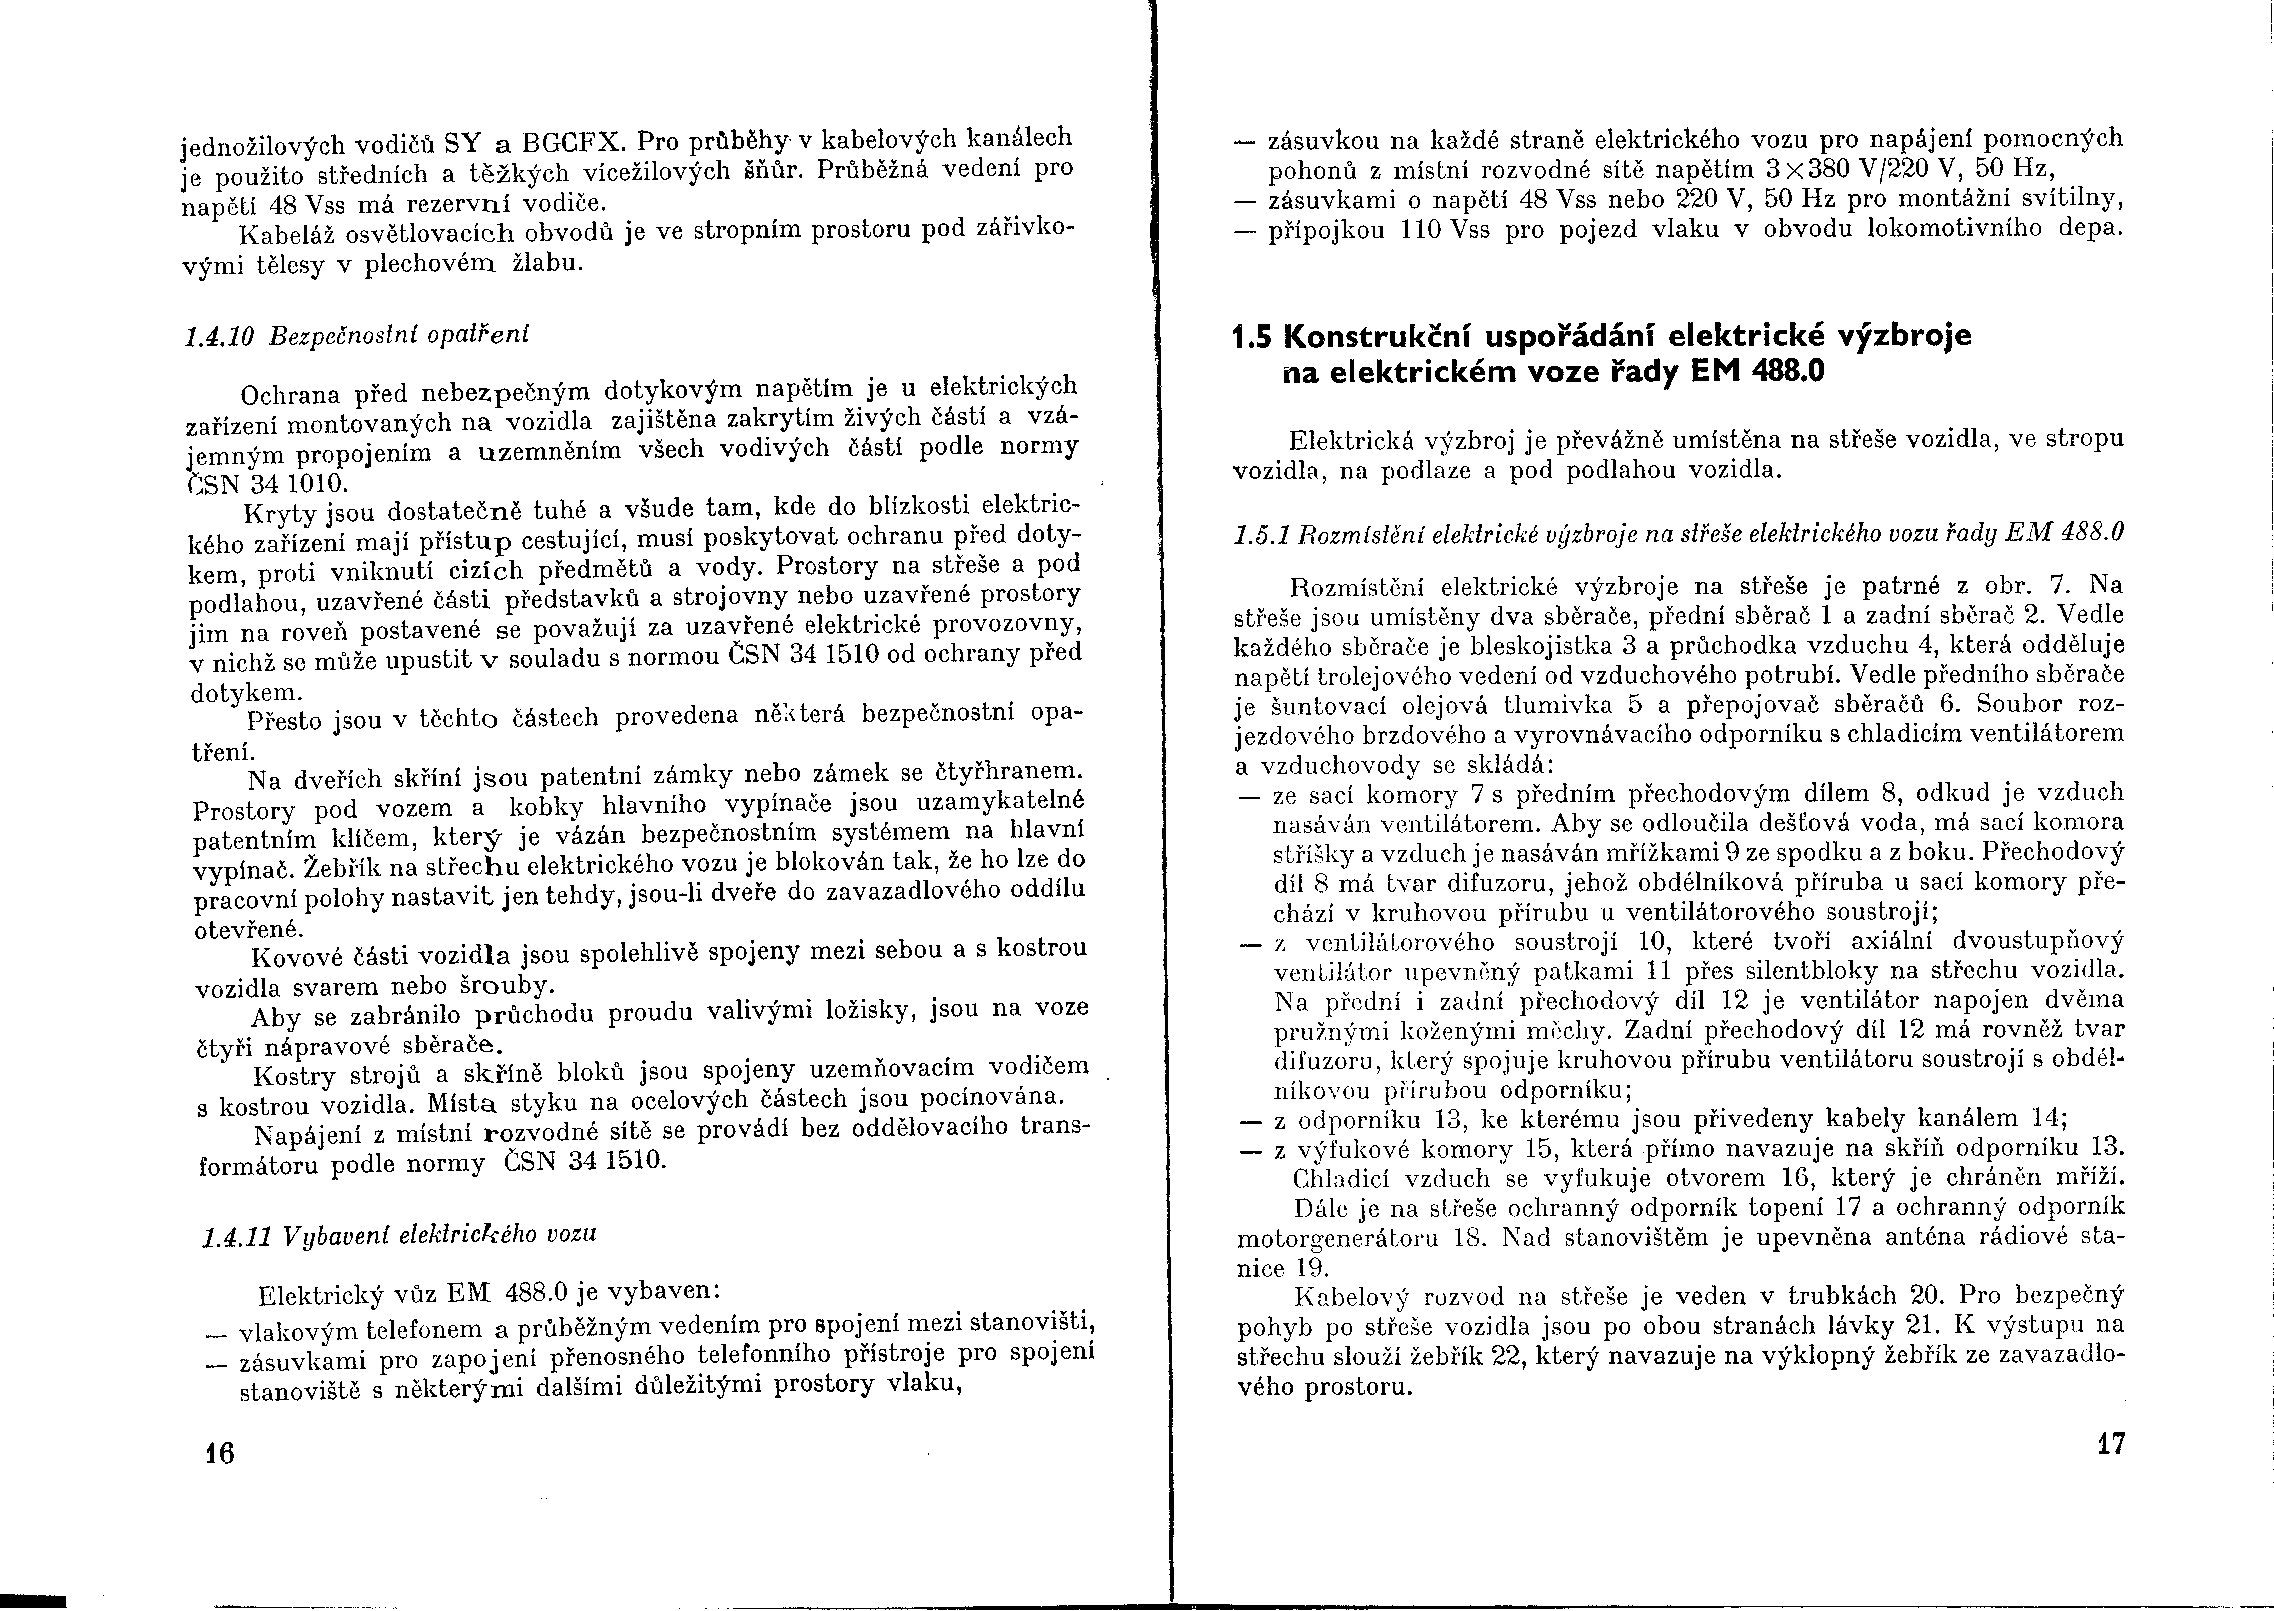 jednožilových vodičů SY a BGCFX. Pro průběhy v kabelových kanálech
je použito středních a těžkých vícežilových šňůr. Průběžná vedení pro
napětí 48 Vss má rezervní vodiče.
Kabeláž osvětlovacích obvodů je ve stropním prostoru pod zářivko-
vými tělesy v plechovém žlabu.
1.4.10 Bezpečnostní opatření
Ochrana před nebezpečným dotykovým napětím je u elektrických
zařízení montovaných na vozidla zajištěna zakrytím živých částí a vzá-
jemným propojením a uzemněním všech vodivých částí podle normy
ČSN 34 1010.
Kryty jsou dostatečně tuhé a všude tam, kde do blízkosti elektric-
kého zařízení mají přístup cestující, musí poskytovat ochranu před doty-
kem, proti vniknutí cizích předmětů a vody. Prostory na střeše a pod
podlahou, uzavřené části představků a strojovny nebo uzavřené prostory
jim na roveň postavené se považují za uzavřené elektrické provozovny,
v nichž se může upustit v souladu s normou ČSN 34 1510 od ochrany před
dotykem.
Přesto jsou v těchto částech provedena některá bezpečnostní opa-
tření.
Na dveřích skříní jsou patentní zámky nebo zámek se čtyřhranem.
Prostory pod vozem a kobky hlavního vypínače jsou uzamykatelné
patentním klíčem, který je vázán bezpečnostním systémem na hlavní
vypínač. Žebřík na střechu elektrického vozu je blokován tak, že ho lze do
pracovní polohy nastavit jen tehdy, jsou-li dveře do zavazadlového oddílu
otevřené.
Kovové části vozidla jsou spolehlivě spojeny mezi sebou a s kostrou
vozidla svarem nebo šrouby.
Aby se zabránilo průchodu proudu valivými ložisky, jsou na voze
čtyři nápravové sběrače.
Kostry strojů a skříně bloků jsou spojeny uzemňovacím vodičem
s kostrou vozidla. Místa styku na ocelových částech jsou pocínována.
Napájení z místní rozvodné sítě se provádí bez oddělovacího trans-
formátoru podle normy ČSN 34 1510.
1.4.11 Vybavení elektrického vozu
Elektrický vůz EM 488.0 je vybaven:
— vlakovým telefonem a průběžným vedením pro spojení mezi stanovišti,
— zásuvkami pro zapojení přenosného telefonního přístroje pro spojení
stanoviště s některými dalšími důležitými prostory vlaku,
16
— zásuvkou na každé straně elektrického vozu pro napájení pomocných
pohonů z místní rozvodné sítě napětím 3×380 V/220 V, 50 Hz,
— zásuvkami o napětí 48 Vss nebo 220 V, 50 Hz pro montážní svítilny,
— přípojkou 110 Vss pro pojezd vlaku v obvodu lokomotivního depa.
1.5 Konstrukční uspořádání elektrické výzbroje
na elektrickém voze řady EM 488.0
Elektrická výzbroj je převážně umístěna na střeše vozidla, ve stropu
vozidla, na podlaze a pod podlahou vozidla.
1.5.1 Rozmístění elektrické výzbroje na střeše elektrického vozu řady EM 488.0
Rozmístění elektrické výzbroje na střeše je patrné z obr. 7. Na
střeše jsou umístěny dva sběrače, přední sběrač 1 a zadní sběrač 2. Vedle
každého sběrače je bleskojistka 3 a průchodka vzduchu 4, která odděluje
napětí trolejového vedení od vzduchového potrubí. Vedle předního sběrače
je šuntovací olejová tlumivka 5 a přepojovač sběračů 6. Soubor roz-
jezdového brzdového a vyrovnávacího odporníku s chladicím ventilátorem
a vzduchovody se skládá:
— ze sací komory 7 s předním přechodovým dílem 8, odkud je vzduch
nasáván ventilátorem. Aby se odloučila dešťová voda, má sací komora
stříšky a vzduch je nasáván mřížkami 9 ze spodku a z boku. Přechodový
díl 8 má tvar difuzoru, jehož obdélníková příruba u sací komory pře-
chází v kruhovou přírubu u ventilátorového soustrojí;
— z ventilátorového soustrojí 10, které tvoří axiální dvoustupňový
ventilátor upevněný patkami 11 přes silentbloky na střechu vozidla.
Na přední i zadní přechodový díl 12 je ventilátor napojen dvěma
pružnými koženými měchy. Zadní přechodový díl 12 má rovněž tvar
difuzoru, který spojuje kruhovou přírubu ventilátoru soustrojí s obdél-
níkovou přírubou odporníku;
— z odporníku 13, ke kterému jsou přivedeny kabely kanálem 14;
— z výfukové komory 15, která přímo navazuje na skříň odporníku 13.
Chladicí vzduch se vyfukuje otvorem 16, který je chráněn mříží.
Dále je na střeše ochranný odporník topení 17 a ochranný odporník
motorgenerátoru 18. Nad stanovištěm je upevněna anténa rádiové sta-
nice 19.
Kabelový rozvod na střeše je veden v trubkách 20. Pro bezpečný
pohyb po střeše vozidla jsou po obou stranách lávky 21. K výstupu na
střechu slouží žebřík 22, který navazuje na výklopný žebřík ze zavazadlo-
vého prostoru.
17